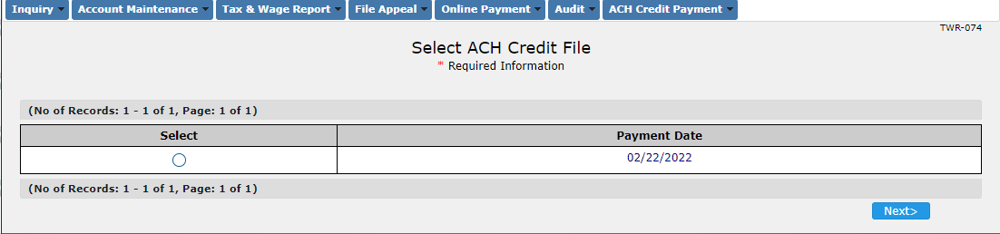 Inquiry Account Maintenance Tax & Wage Report File Appeal Online Payment Audit ACH Credit Payment
TWR-074
Select ACH Credit File
* Required Information
(No of Records: 1 - 1 of 1, Page: 1 of 1)
Select Payment Date
02/22/2022
(No of Records: 1 - 1 of 1, Page: 1 of 1)
Next>